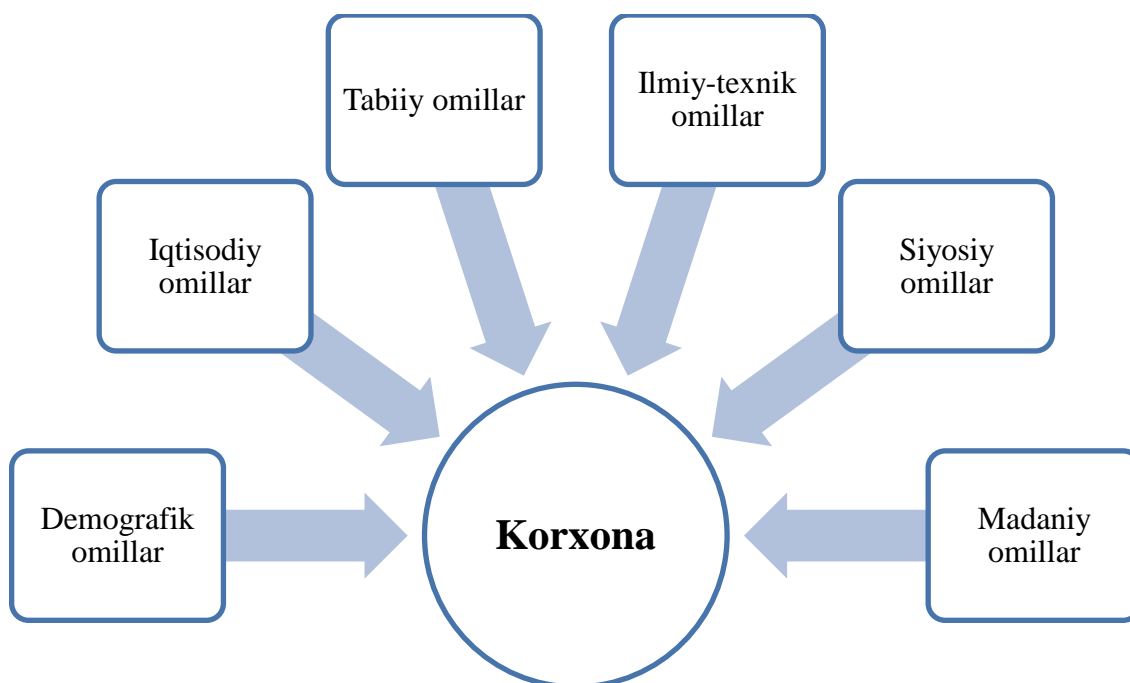 Tabiiy omillar
Ilmiy-texnik
omillar
Iqtisodiy
omillar
Siyosiy
omillar
Demografik
omillar
Korxona
Madaniy
omillar